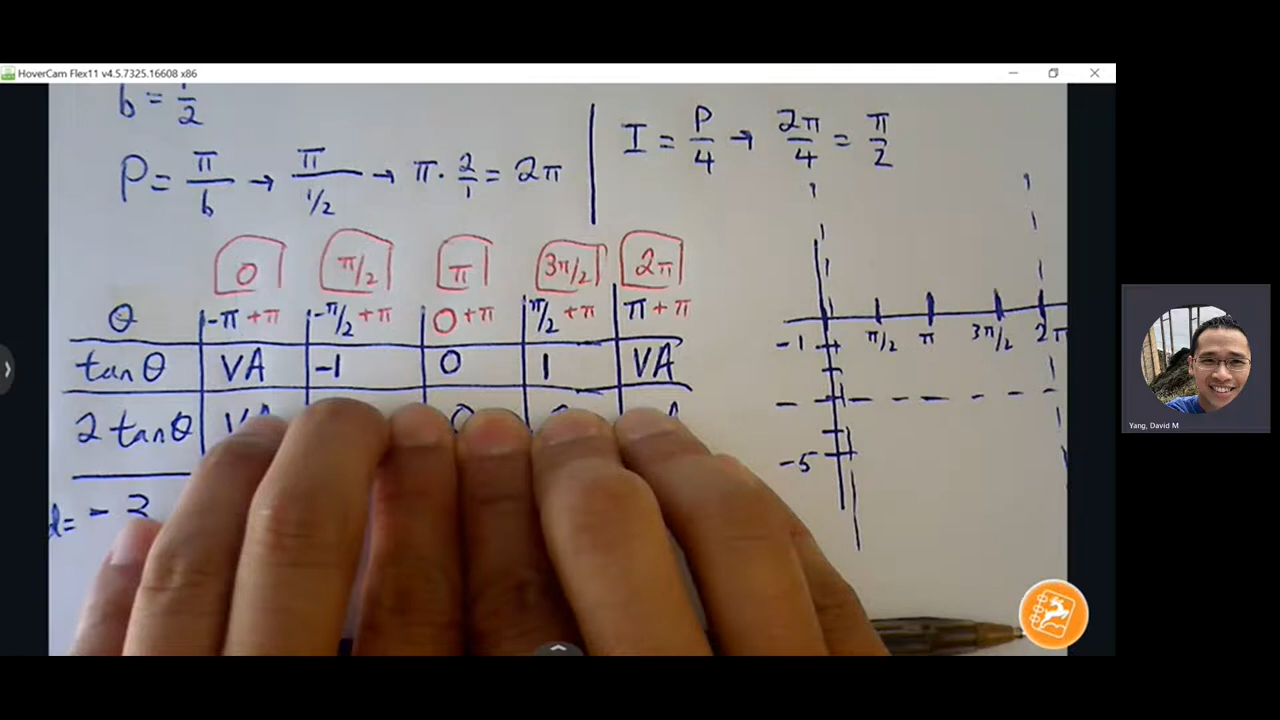 HoverCam Flex11 v4.5.7325.16608 x86
b = 1/2
P = π/b → π/(1/2) → π · 2/1 = 2π
I = P/4 → 2π/4 = π/2
0 π/2 π 3π/2 2π
θ -π +π -π/2 +π 0 +π π/2 +π π + π
tan θ VA -1 0 1 VA
2 tan θ
d = - 3
-1 π/2 π 3π/2 2π
-5
Yang, David M